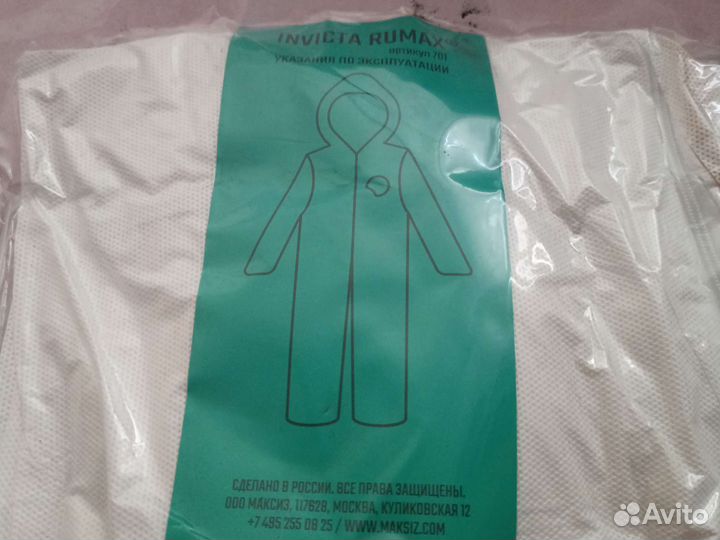 INVICTA RUMAX
артикул 701
УКАЗАНИЯ ПО ЭКСПЛУАТАЦИИ
СДЕЛАНО В РОССИИ. ВСЕ ПРАВА ЗАЩИЩЕНЫ.
ООО МАКСИЗ, 117628, МОСКВА, КУЛИКОВСКАЯ 12
+7 495 255 08 25 / WWW.MAKSIZ.COM
Avito